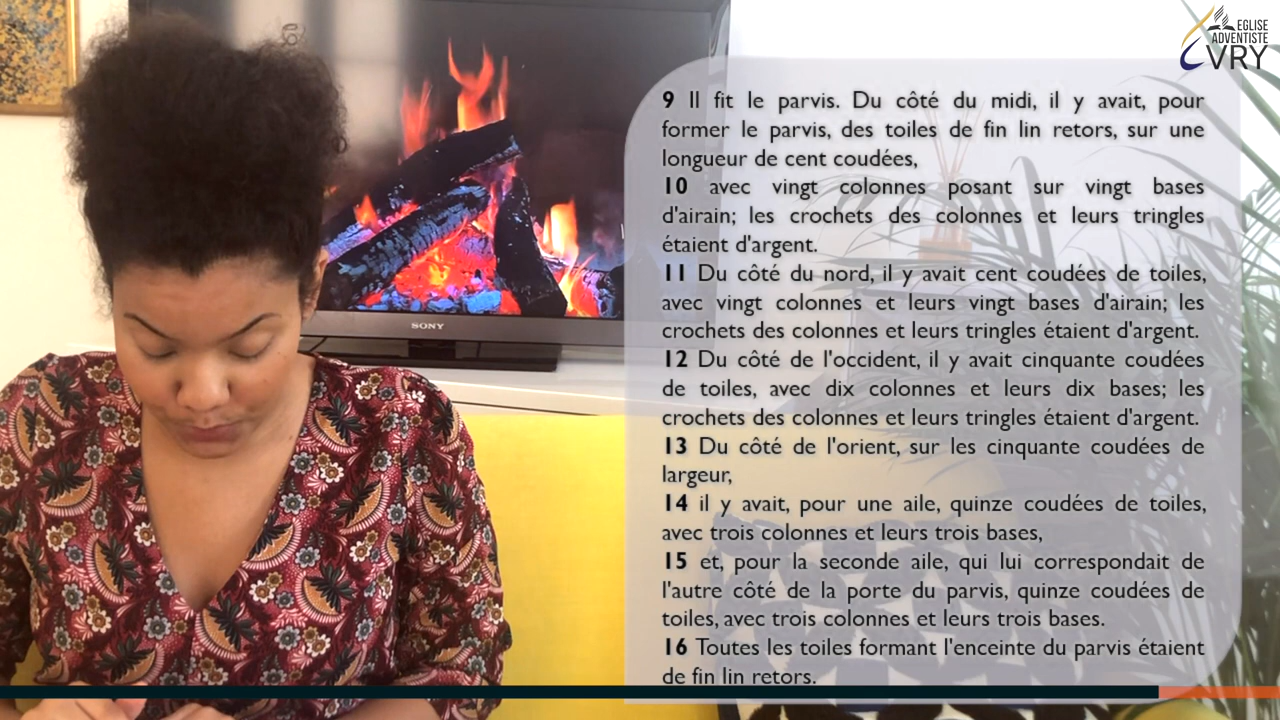 EGLISE
ADVENTISTE
VRY
9 Il fit le parvis. Du côté du midi, il y avait, pour
former le parvis, des toiles de fin lin retors, sur une
longueur de cent coudées,
10 avec vingt colonnes posant sur vingt bases
d'airain; les crochets des colonnes et leurs tringles
étaient d'argent.
11 Du côté du nord, il y avait cent coudées de toiles,
avec vingt colonnes et leurs vingt bases d'airain; les
crochets des colonnes et leurs tringles étaient d'argent.
12 Du côté de l'occident, il y avait cinquante coudées
de toiles, avec dix colonnes et leurs dix bases; les
crochets des colonnes et leurs tringles étaient d'argent.
13 Du côté de l'orient, sur les cinquante coudées de
largeur,
14 il y avait, pour une aile, quinze coudées de toiles,
avec trois colonnes et leurs trois bases,
15 et, pour la seconde aile, qui lui correspondait de
l'autre côté de la porte du parvis, quinze coudées de
toiles, avec trois colonnes et leurs trois bases.
16 Toutes les toiles formant l'enceinte du parvis étaient
de fin lin retors.
SONY